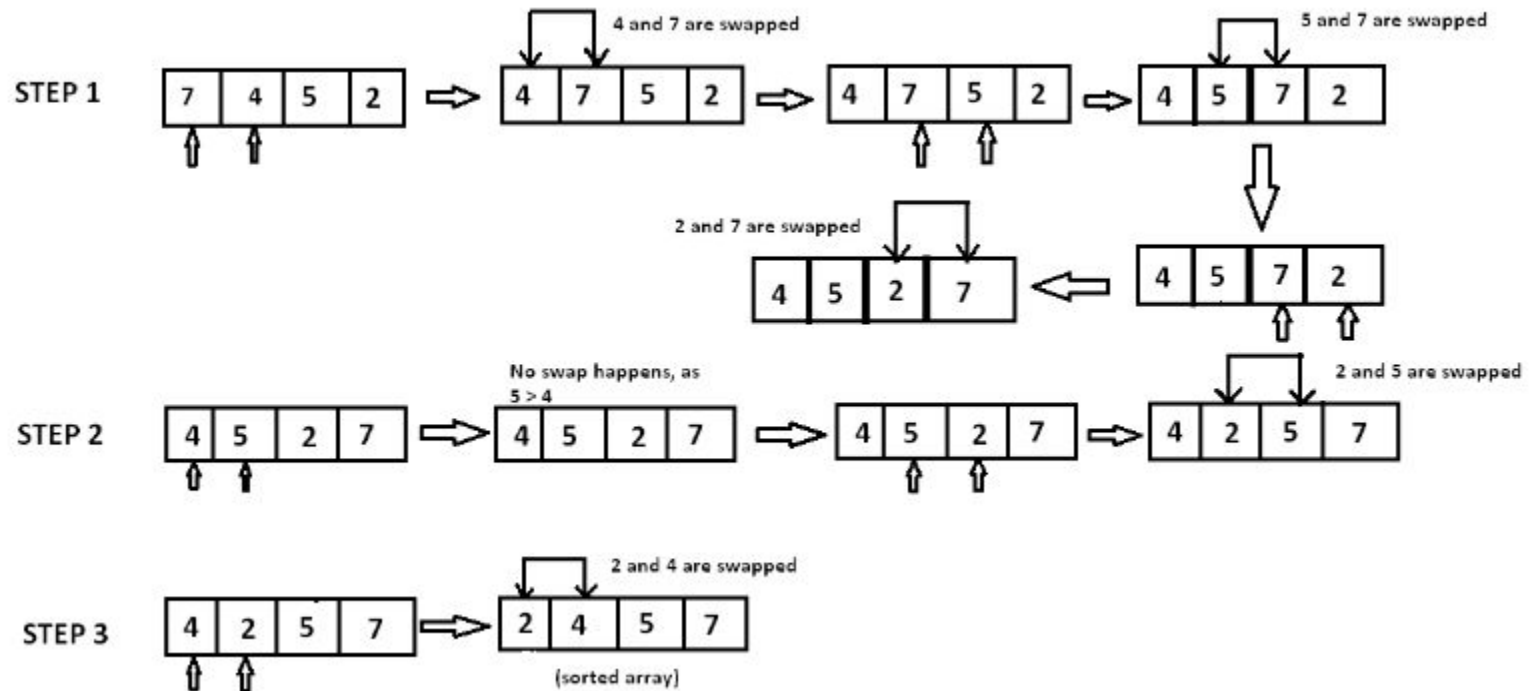 4 and 7 are swapped
5 and 7 are swapped
STEP 1
7 4 5 2
4 7 5 2
4 7 5 2
4 5 7 2
2 and 7 are swapped
4 5 2 7
4 5 7 2
No swap happens, as
5 > 4
2 and 5 are swapped
STEP 2
4 5 2 7
4 5 2 7
4 5 2 7
4 2 5 7
2 and 4 are swapped
STEP 3
4 2 5 7
2 4 5 7
(sorted array)